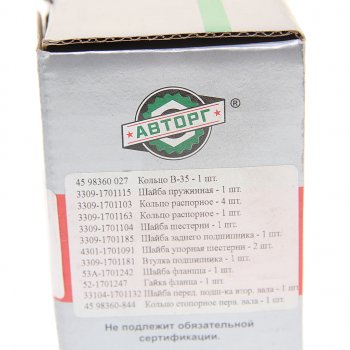 АВТОРГ ®
45 98360 027 Кольцо В-35 - 1 шт.
3309-1701115 Шайба пружинная - 1 шт.
3309-1701103 Кольцо распорное - 4 шт.
3309-1701163 Кольцо распорное - 1 шт.
3309-1701104 Шайба шестерни - 1 шт.
3309-1701185 Шайба заднего подшипника - 1 шт.
4301-1701091 Шайба упорная шестерни - 2 шт.
3309-1701181 Втулка подшипника - 1 шт.
53А-1701242 Шайба фланца - 1 шт.
52-1701247 Гайка фланца - 1 шт.
33104-1701132 Шайба перед. подш-ка втор. вала - 1 шт.
45 98360-844 Кольцо стопорное перв. вала - 1 шт.
Не подлежит обязательной
сертификации.